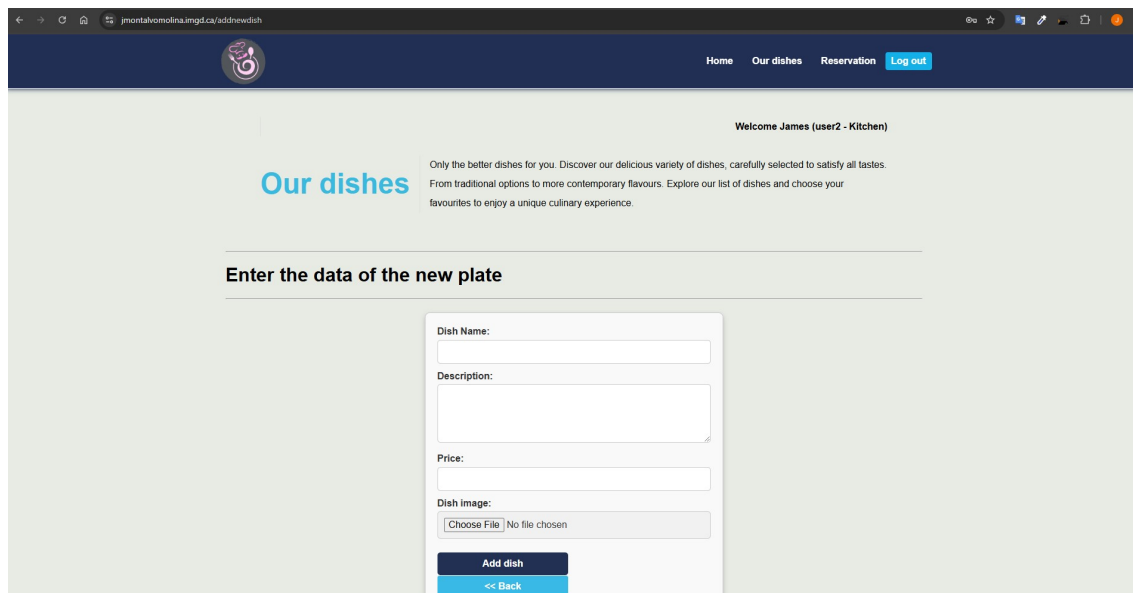 jmontalvomolina.imgd.ca/addnewdish
Home Our dishes Reservation Log out
Welcome James (user2 - Kitchen)
Our dishes
Only the better dishes for you. Discover our delicious variety of dishes, carefully selected to satisfy all tastes.
From traditional options to more contemporary flavours. Explore our list of dishes and choose your
favourites to enjoy a unique culinary experience.
Enter the data of the new plate
Dish Name:
Description:
Price:
Dish image:
Choose File No file chosen
Add dish
<< Back